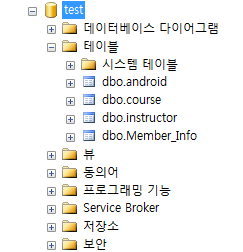 test
데이터베이스 다이어그램
테이블
시스템 테이블
dbo.android
dbo.course
dbo.instructor
dbo.Member_Info
뷰
동의어
프로그래밍 기능
Service Broker
저장소
보안